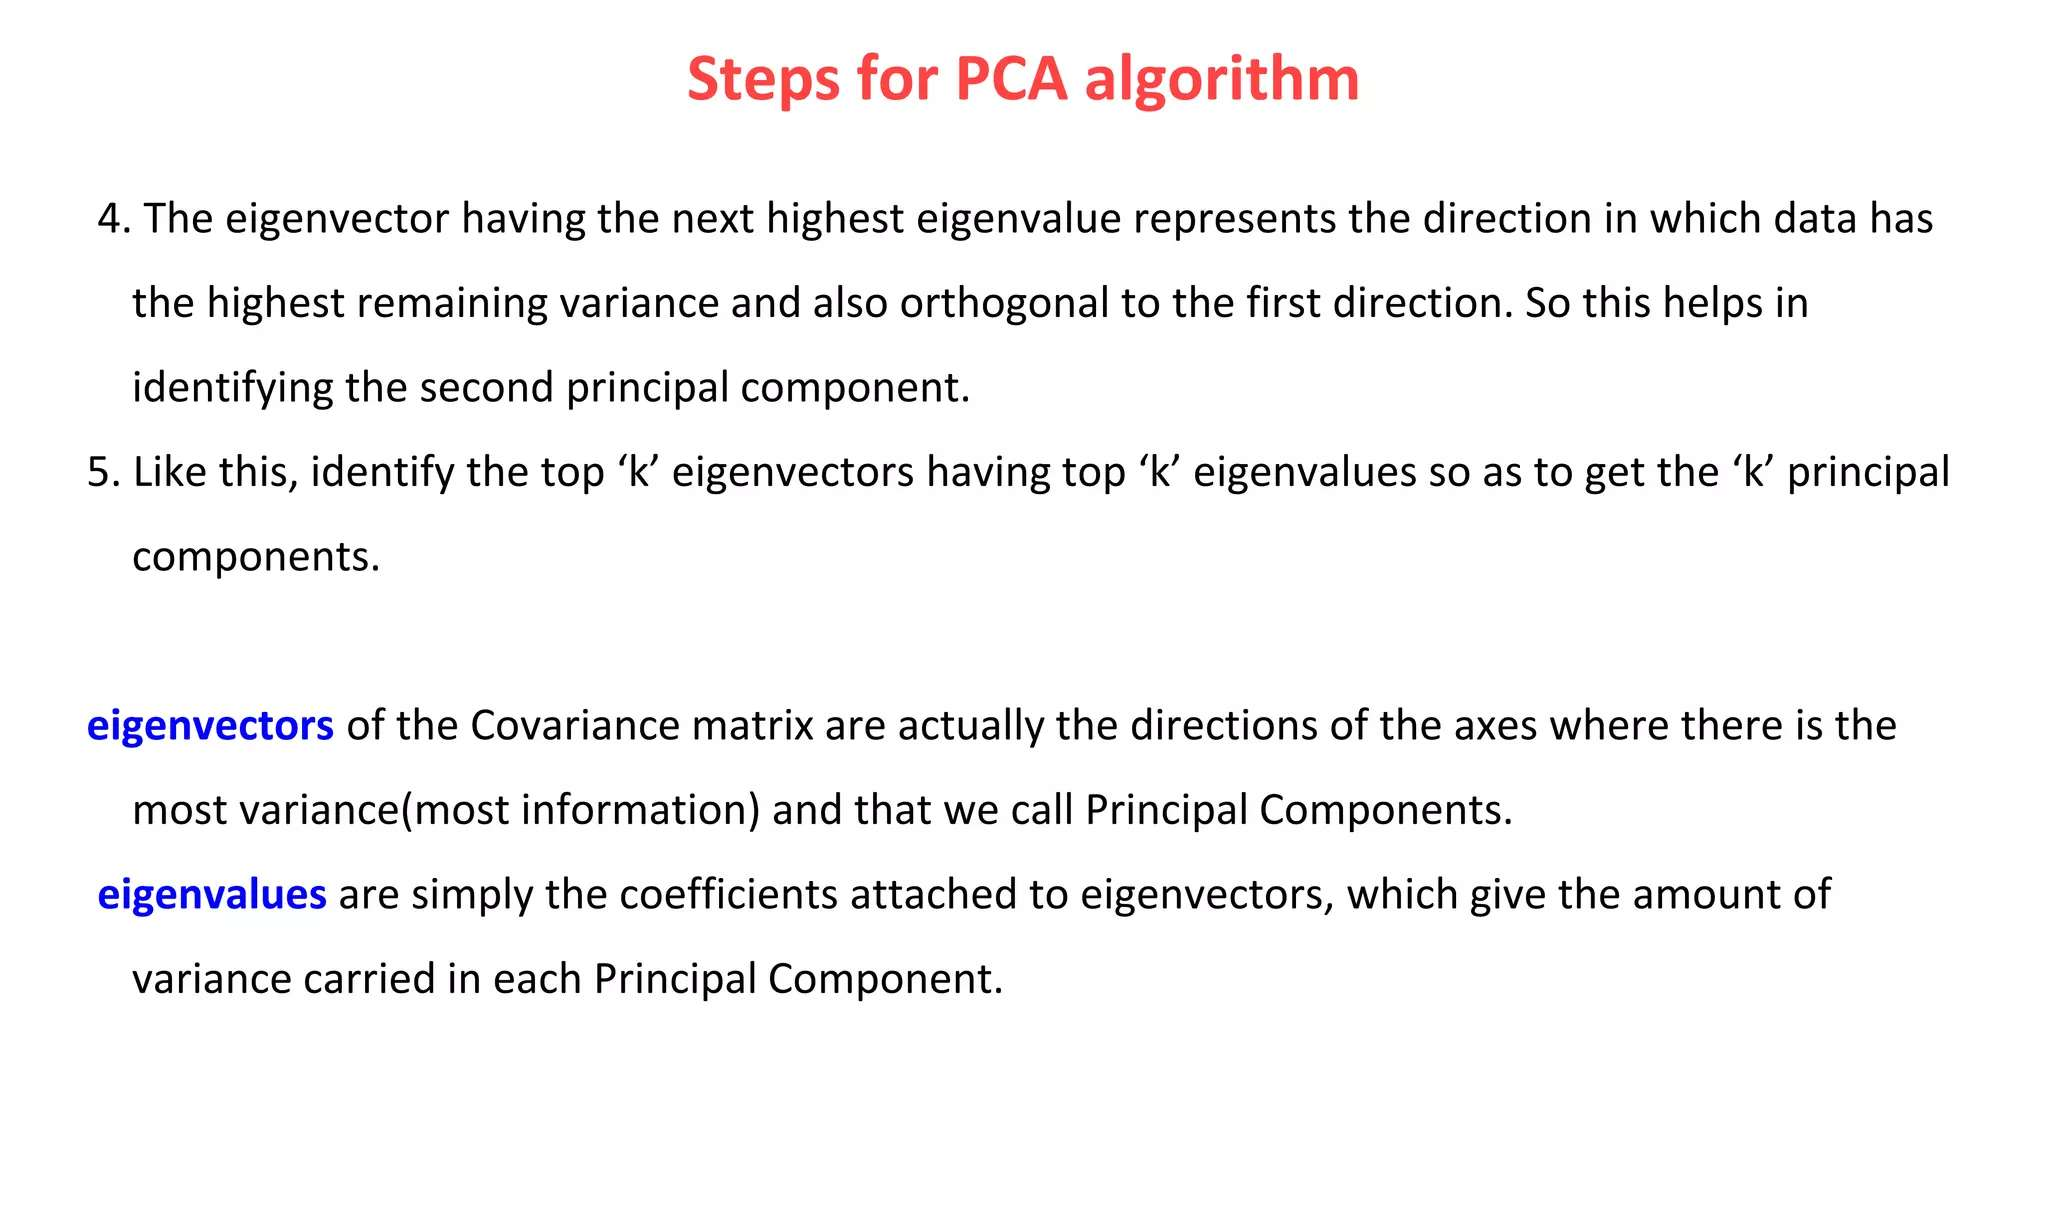 Steps for PCA algorithm
4. The eigenvector having the next highest eigenvalue represents the direction in which data has
the highest remaining variance and also orthogonal to the first direction. So this helps in
identifying the second principal component.
5. Like this, identify the top ‘k’ eigenvectors having top ‘k’ eigenvalues so as to get the ‘k’ principal
components.
eigenvectors of the Covariance matrix are actually the directions of the axes where there is the
most variance(most information) and that we call Principal Components.
eigenvalues are simply the coefficients attached to eigenvectors, which give the amount of
variance carried in each Principal Component.